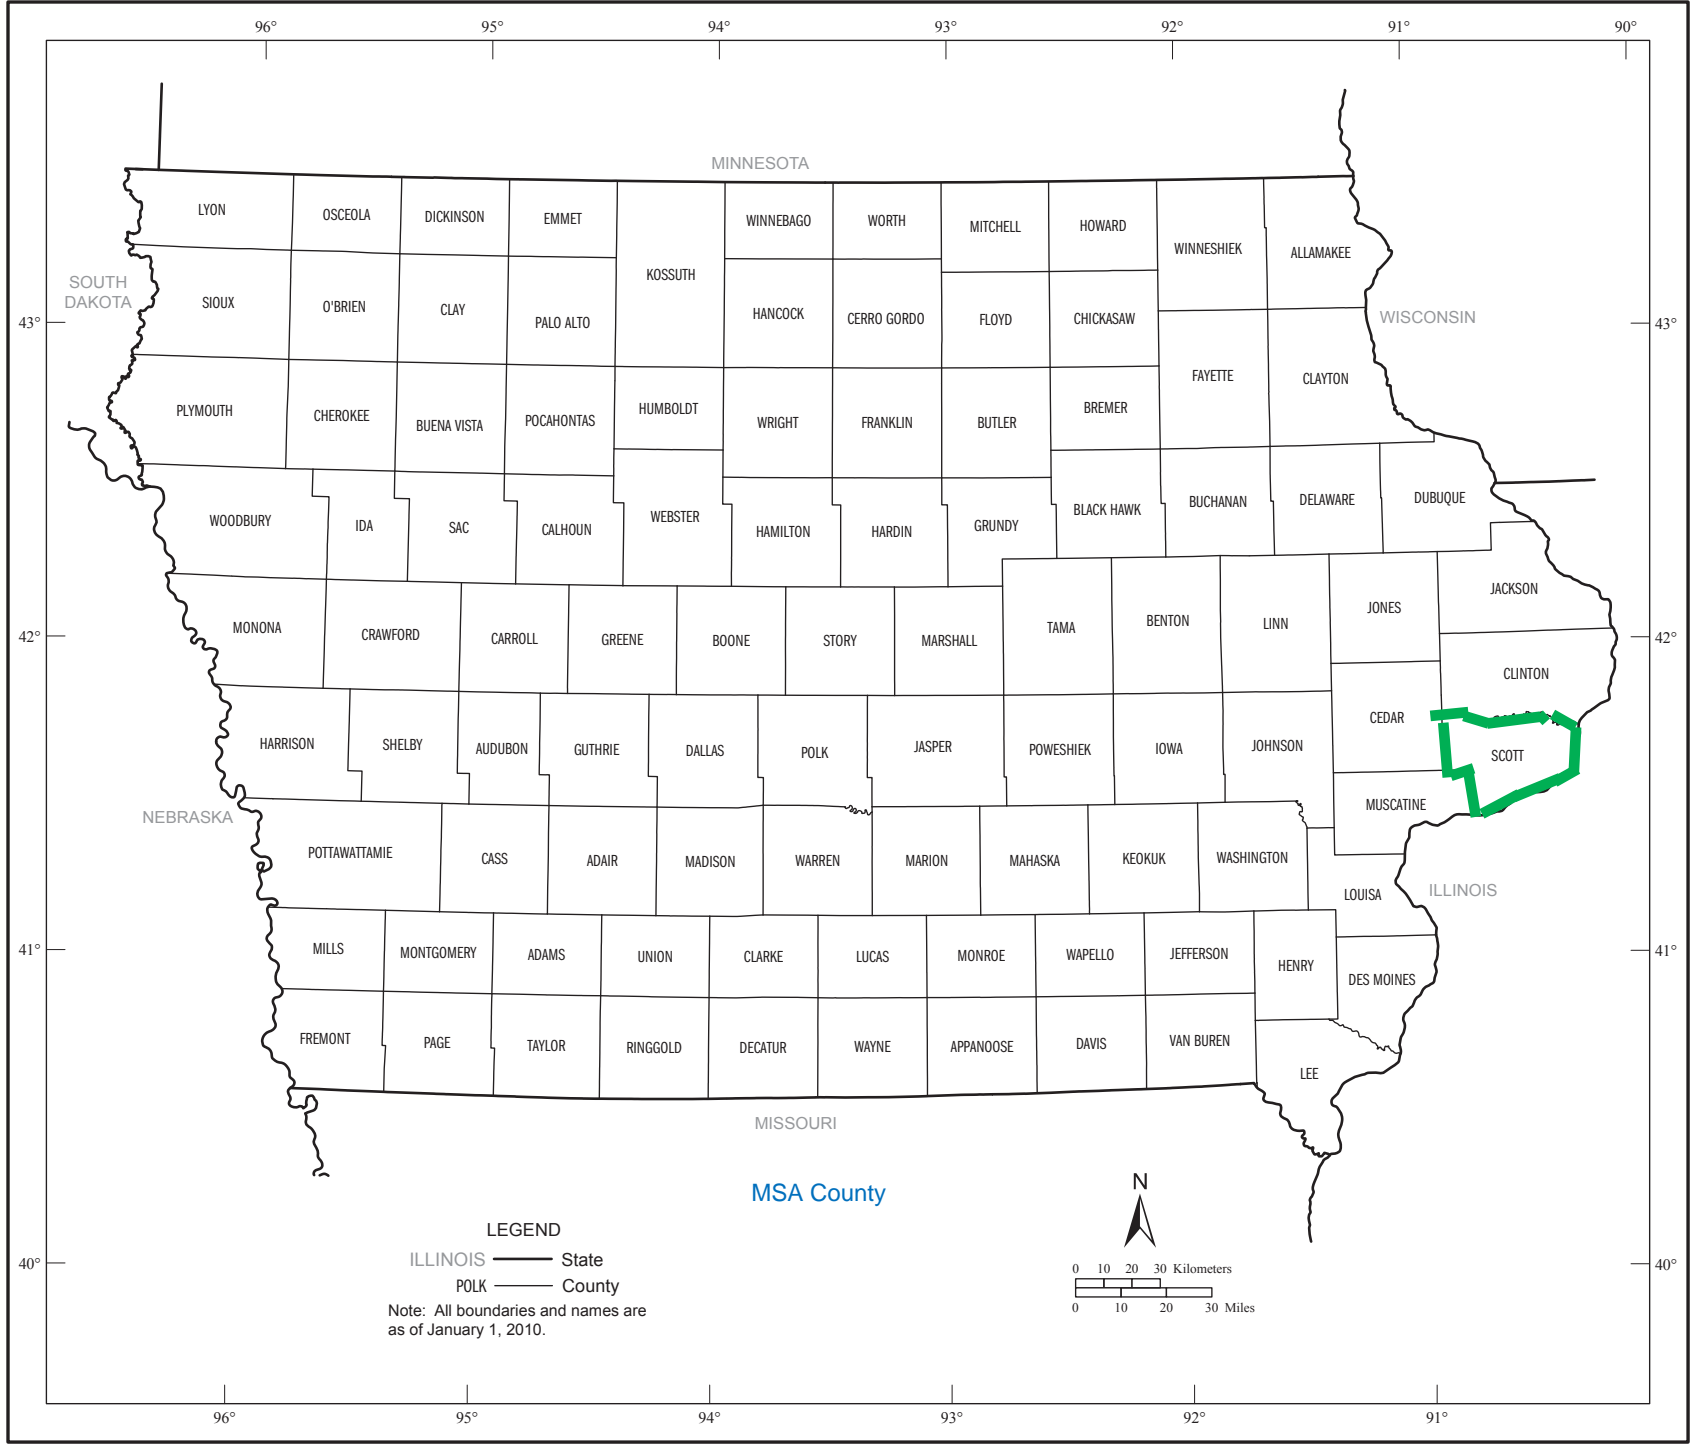 96° 95° 94° 93° 92° 91° 90°
MINNESOTA
LYON OSCEOLA DICKINSON EMMET WINNEBAGO WORTH MITCHELL HOWARD
WINNESHIEK ALLAMAKEE
KOSSUTH
SOUTH
DAKOTA
SIOUX O'BRIEN CLAY PALO ALTO HANCOCK CERRO GORDO FLOYD CHICKASAW
43° WISCONSIN 43°
FAYETTE CLAYTON
PLYMOUTH CHEROKEE BUENA VISTA POCAHONTAS HUMBOLDT WRIGHT FRANKLIN BUTLER BREMER
WOODBURY IDA SAC CALHOUN WEBSTER HAMILTON HARDIN GRUNDY BLACK HAWK BUCHANAN DELAWARE DUBUQUE
JACKSON
42° MONONA CRAWFORD CARROLL GREENE BOONE STORY MARSHALL TAMA BENTON LINN JONES 42°
CLINTON
CEDAR
HARRISON SHELBY AUDUBON GUTHRIE DALLAS POLK JASPER POWESHIEK IOWA JOHNSON SCOTT
MUSCATINE
NEBRASKA
POTTAWATTAMIE CASS ADAIR MADISON WARREN MARION MAHASKA KEOKUK WASHINGTON
LOUISA ILLINOIS
41° MILLS MONTGOMERY ADAMS UNION CLARKE LUCAS MONROE WAPELLO JEFFERSON HENRY 41°
DES MOINES
FREMONT PAGE TAYLOR RINGGOLD DECATUR WAYNE APPANOOSE DAVIS VAN BUREN
LEE
MISSOURI
MSA County
N
LEGEND
ILLINOIS State
POLK County
Note: All boundaries and names are
as of January 1, 2010.
40° 40°
0 10 20 30 Kilometers
0 10 20 30 Miles
96° 95° 94° 93° 92° 91°